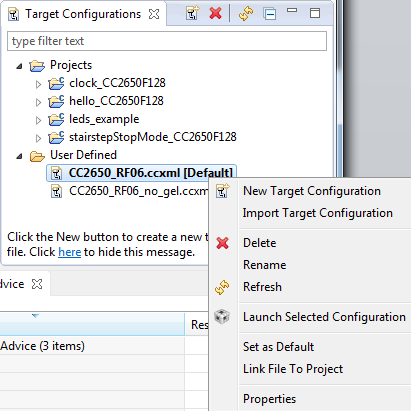 Target Configurations
type filter text
Projects
clock_CC2650F128
hello_CC2650F128
leds_example
stairstepStopMode_CC2650F128
User Defined
CC2650_RF06.ccxml [Default]
CC2650_RF06_no_gel.ccxm
New Target Configuration
Import Target Configuration
Delete
Rename
Refresh
Launch Selected Configuration
Set as Default
Link File To Project
Properties
Click the New button to create a new t
file. Click here to hide this message.
dvice
Res
Advice (3 items)